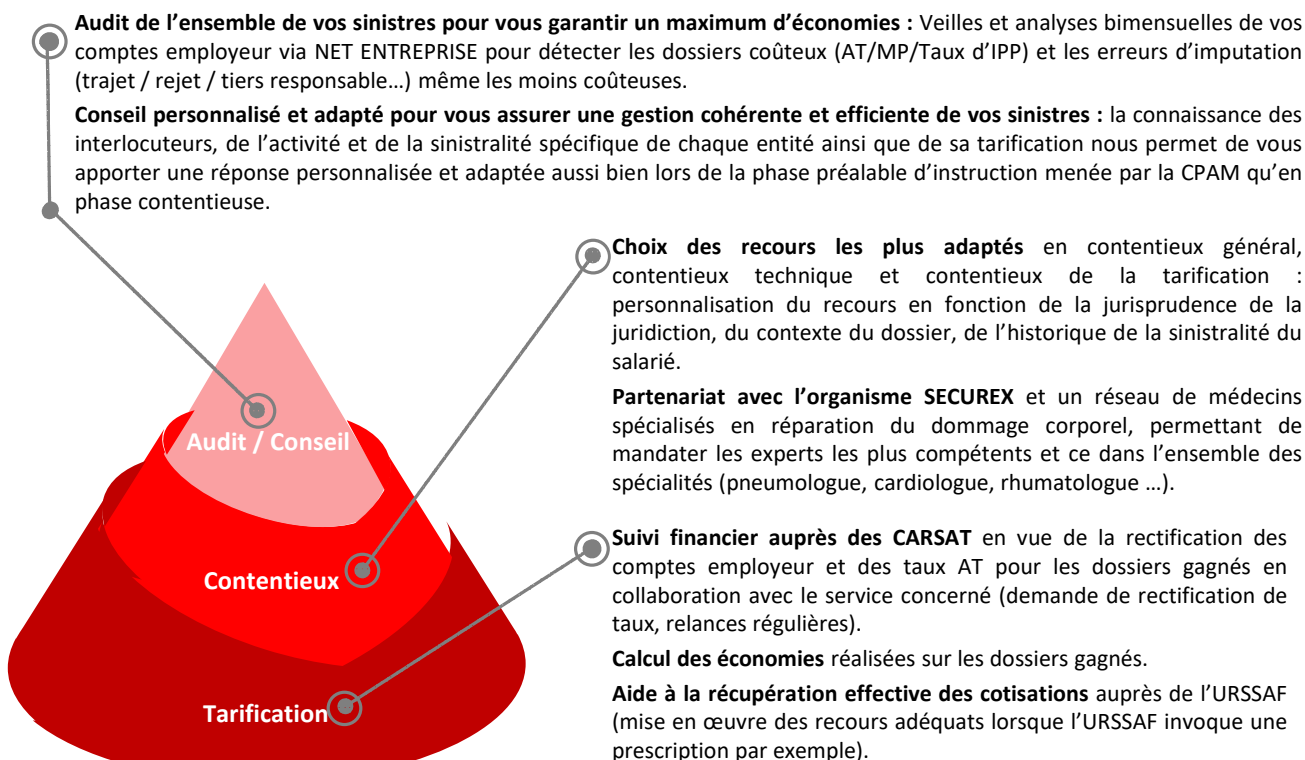 Audit de l’ensemble de vos sinistres pour vous garantir un maximum d’économies : Veilles et analyses bimensuelles de vos
comptes employeur via NET ENTREPRISE pour détecter les dossiers coûteux (AT/MP/Taux d’IPP) et les erreurs d’imputation
(trajet / rejet / tiers responsable…) même les moins coûteuses.
Conseil personnalisé et adapté pour vous assurer une gestion cohérente et efficiente de vos sinistres : la connaissance des
interlocuteurs, de l’activité et de la sinistralité spécifique de chaque entité ainsi que de sa tarification nous permet de vous
apporter une réponse personnalisée et adaptée aussi bien lors de la phase préalable d’instruction menée par la CPAM qu’en
phase contentieuse.
Choix des recours les plus adaptés en contentieux général,
contentieux technique et contentieux de la tarification :
personnalisation du recours en fonction de la jurisprudence de la
juridiction, du contexte du dossier, de l’historique de la sinistralité du
salarié.
Partenariat avec l’organisme SECUREX et un réseau de médecins
spécialisés en réparation du dommage corporel, permettant de
mandater les experts les plus compétents et ce dans l’ensemble des
spécialités (pneumologue, cardiologue, rhumatologue …).
Suivi financier auprès des CARSAT en vue de la rectification des
comptes employeur et des taux AT pour les dossiers gagnés en
collaboration avec le service concerné (demande de rectification de
taux, relances régulières).
Calcul des économies réalisées sur les dossiers gagnés.
Aide à la récupération effective des cotisations auprès de l’URSSAF
(mise en œuvre des recours adéquats lorsque l’URSSAF invoque une
prescription par exemple).
Audit / Conseil
Contentieux
Tarification